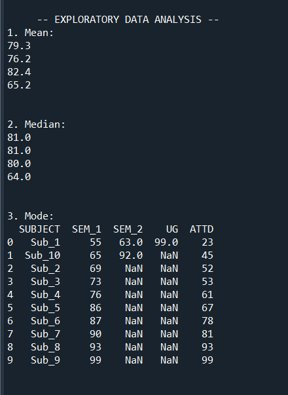 -- EXPLORATORY DATA ANALYSIS --
1. Mean:
79.3
76.2
82.4
65.2
2. Median:
81.0
81.0
80.0
64.0
3. Mode:
SUBJECT SEM_1 SEM_2 UG ATTD
0 Sub_1 55 63.0 99.0 23
1 Sub_10 65 92.0 NaN 45
2 Sub_2 69 NaN NaN 52
3 Sub_3 73 NaN NaN 53
4 Sub_4 76 NaN NaN 61
5 Sub_5 86 NaN NaN 67
6 Sub_6 87 NaN NaN 78
7 Sub_7 90 NaN NaN 81
8 Sub_8 93 NaN NaN 93
9 Sub_9 99 NaN NaN 99